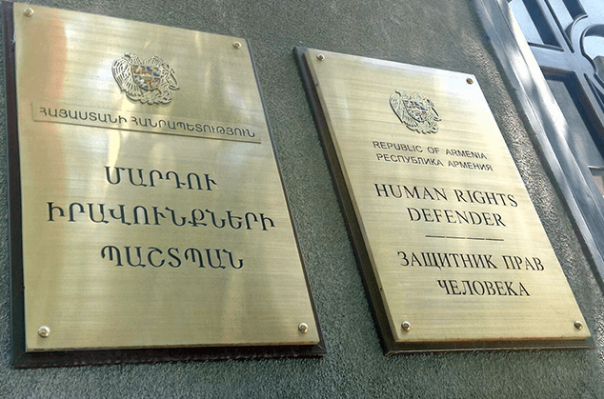 ՀԱՅԱՍՏԱՆԻ ՀԱՆՐԱՊԵՏՈՒԹՅՈՒՆ
ՄԱՐԴՈՒ
ԻՐԱՎՈՒՆՔՆԵՐԻ
ՊԱՇՏՊԱՆ
REPUBLIC OF ARMENIA
РЕСПУБЛИКА АРМЕНИЯ
HUMAN RIGHTS
DEFENDER
ЗАЩИТНИК ПРАВ
ЧЕЛОВЕКА